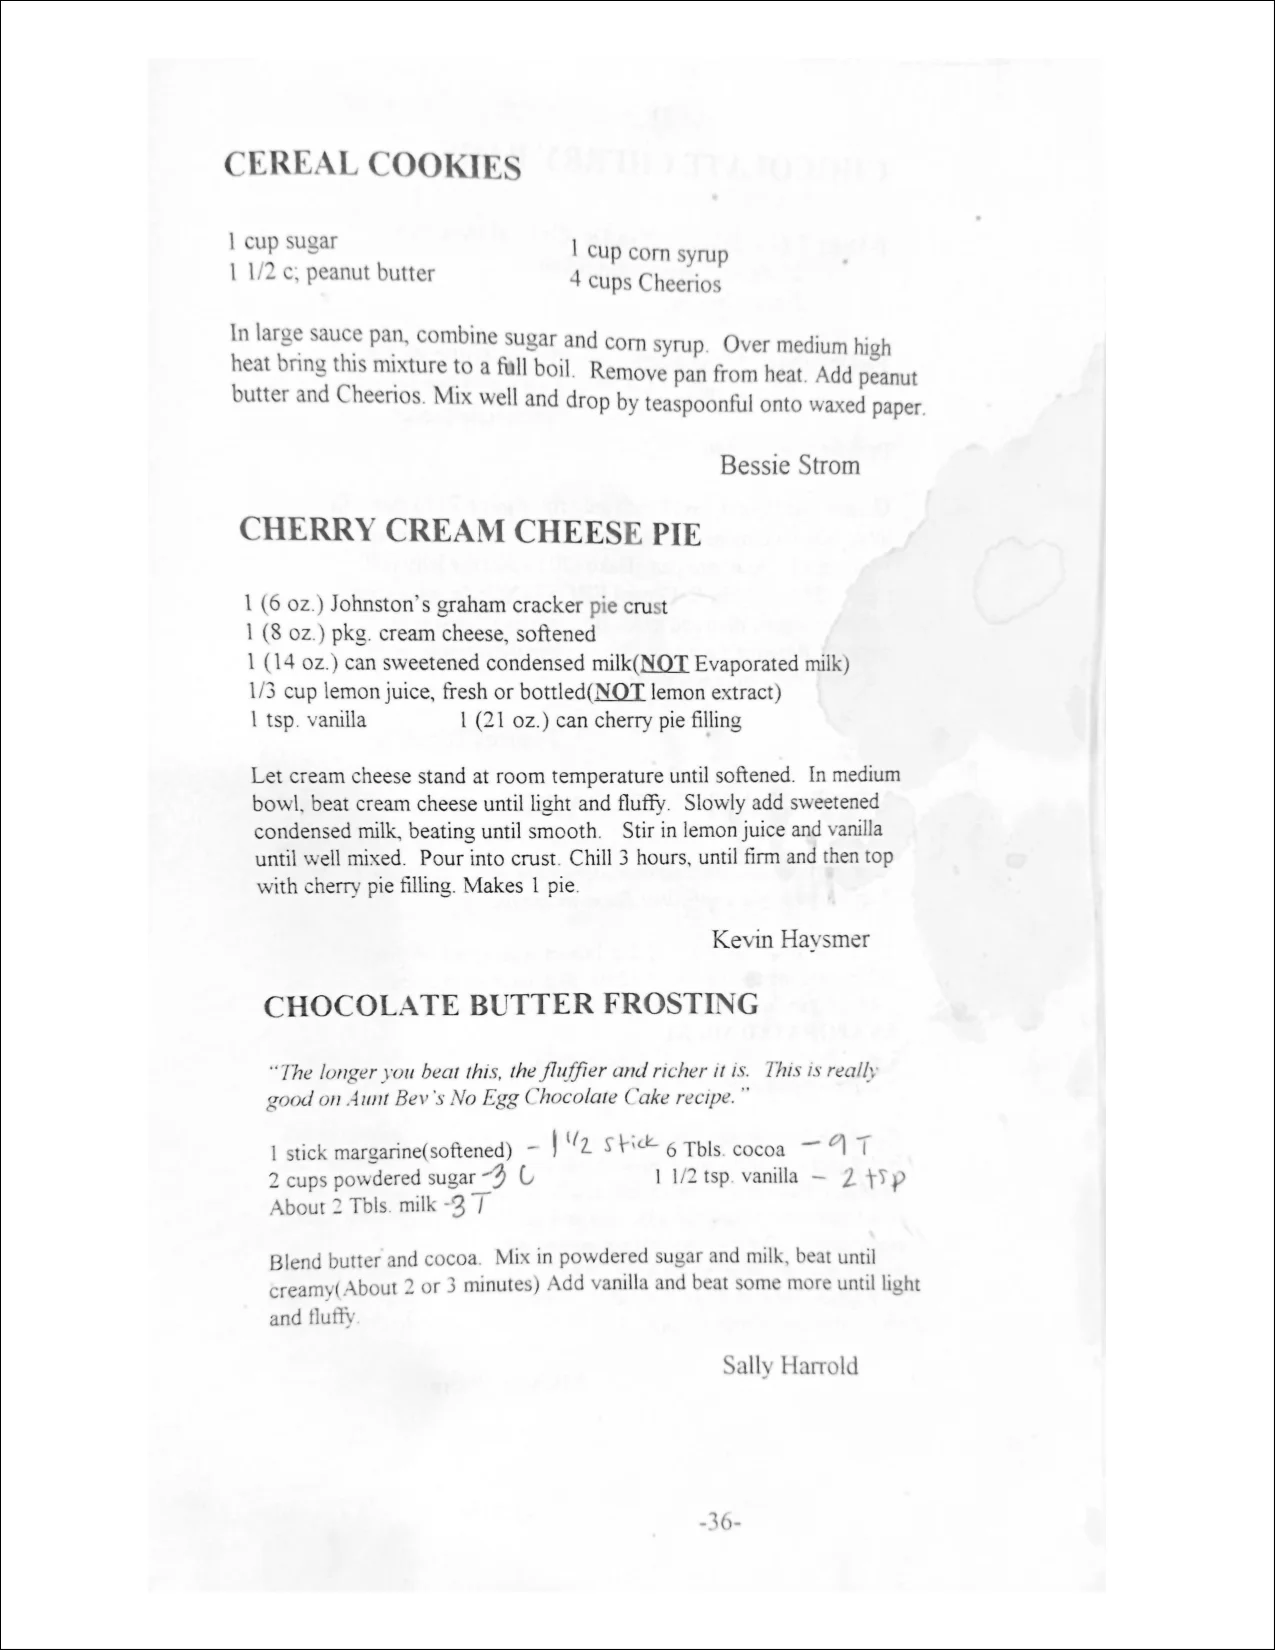 CEREAL COOKIES
1 cup sugar 1 cup corn syrup
1 1/2 c; peanut butter 4 cups Cheerios
In large sauce pan, combine sugar and corn syrup. Over medium high
heat bring this mixture to a full boil. Remove pan from heat. Add peanut
butter and Cheerios. Mix well and drop by teaspoonful onto waxed paper.
Bessie Strom
CHERRY CREAM CHEESE PIE
1 (6 oz.) Johnston's graham cracker pie crust
1 (8 oz.) pkg. cream cheese, softened
1 (14 oz.) can sweetened condensed milk(NOT Evaporated milk)
1/3 cup lemon juice, fresh or bottled(NOT lemon extract)
1 tsp. vanilla 1 (21 oz.) can cherry pie filling
Let cream cheese stand at room temperature until softened. In medium
bowl, beat cream cheese until light and fluffy. Slowly add sweetened
condensed milk, beating until smooth. Stir in lemon juice and vanilla
until well mixed. Pour into crust. Chill 3 hours, until firm and then top
with cherry pie filling. Makes 1 pie.
Kevin Haysmer
CHOCOLATE BUTTER FROSTING
"The longer you beat this, the fluffier and richer it is. This is really
good on Aunt Bev's No Egg Chocolate Cake recipe."
1 stick margarine(softened) - 1 1/2 stick 6 Tbls. cocoa - 9 T
2 cups powdered sugar - 3 C 1 1/2 tsp. vanilla - 2 tsp
About 2 Tbls. milk - 3 T
Blend butter and cocoa. Mix in powdered sugar and milk, beat until
creamy(About 2 or 3 minutes) Add vanilla and beat some more until light
and fluffy.
Sally Harrold
-36-